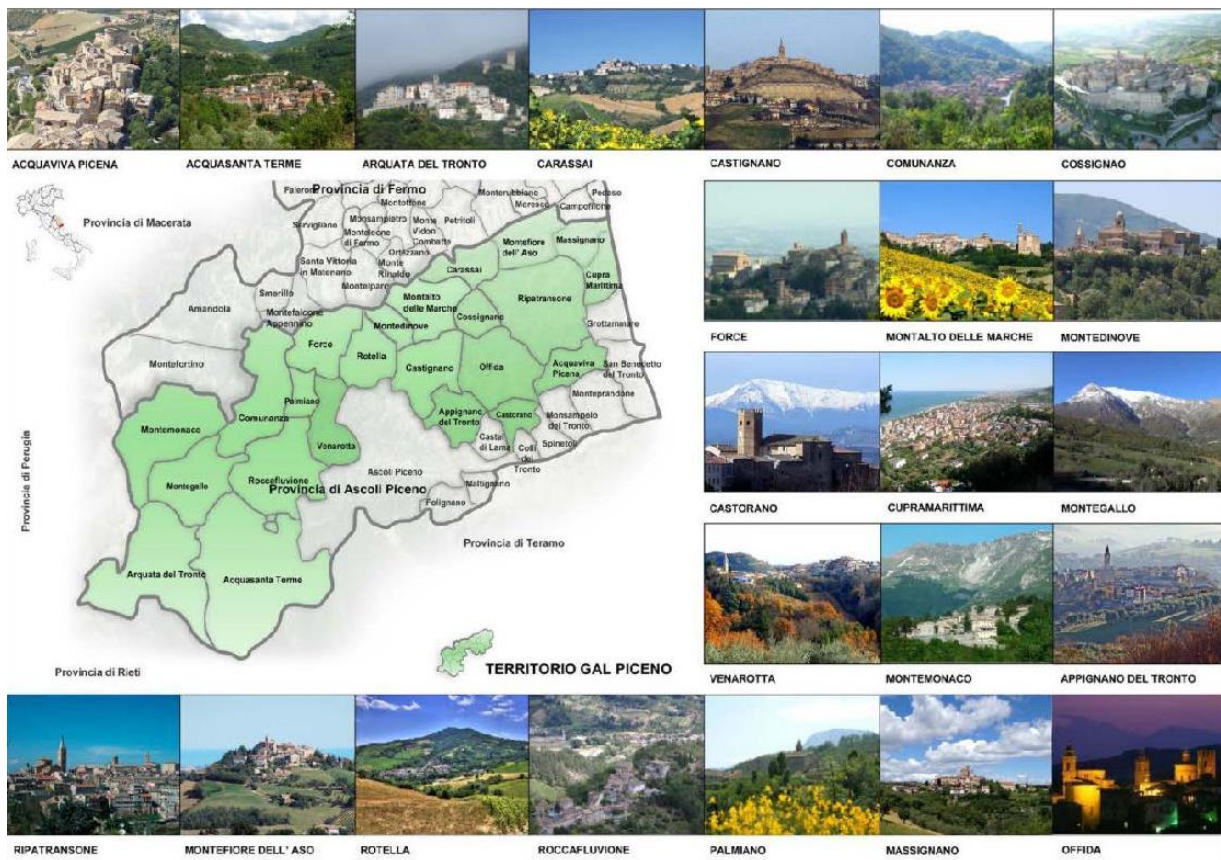 ACQUAVIVA PICENA
ACQUASANTA TERME
ARQUATA DEL TRONTO
CARASSAI
CASTIGNANO
COMUNANZA
COSSIGNAO
Provincia di Macerata
Provincia di Fermo
Falerone
Servigliano
Montottone
Monsampietro
Monteleone
di Fermo
Monte
Vidon
Combatte
Petritoli
Monterubbiano
Moresco
Pedaso
Campofilone
Ortezzano
Santa Vittoria
in Matenano
Monte
Rinaldo
Montelparo
Smerillo
Montefalcone
Appennino
Amandola
Montefortino
Montefiore
dell' Aso
Massignano
Carassai
Cupra
Marittima
Ripatransone
Montalto
delle Marche
Cossignano
Montedinove
Grottammare
Force
Rotella
Castignano
Offida
Acquaviva
Picena
San Benedetto
del Tronto
Monteprandone
Palmiano
Comunanza
Appignano
del Tronto
Castorano
Monsampolo
del Tronto
Montemonaco
Venarotta
Castel
di Lama
Colli
del
Tronto
Spinetoli
Ascoli Piceno
Montegallo
Roccafluvione
Provincia di Ascoli Piceno
Maltignano
Folignano
Provincia di Perugia
Provincia di Teramo
Arquata del Tronto
Acquasanta Terme
Provincia di Rieti
TERRITORIO GAL PICENO
FORCE
MONTALTO DELLE MARCHE
MONTEDINOVE
CASTORANO
CUPRAMARITTIMA
MONTEGALLO
VENAROTTA
MONTEMONACO
APPIGNANO DEL TRONTO
RIPATRANSONE
MONTEFIORE DELL' ASO
ROTELLA
ROCCAFLUVIONE
PALMIANO
MASSIGNANO
OFFIDA